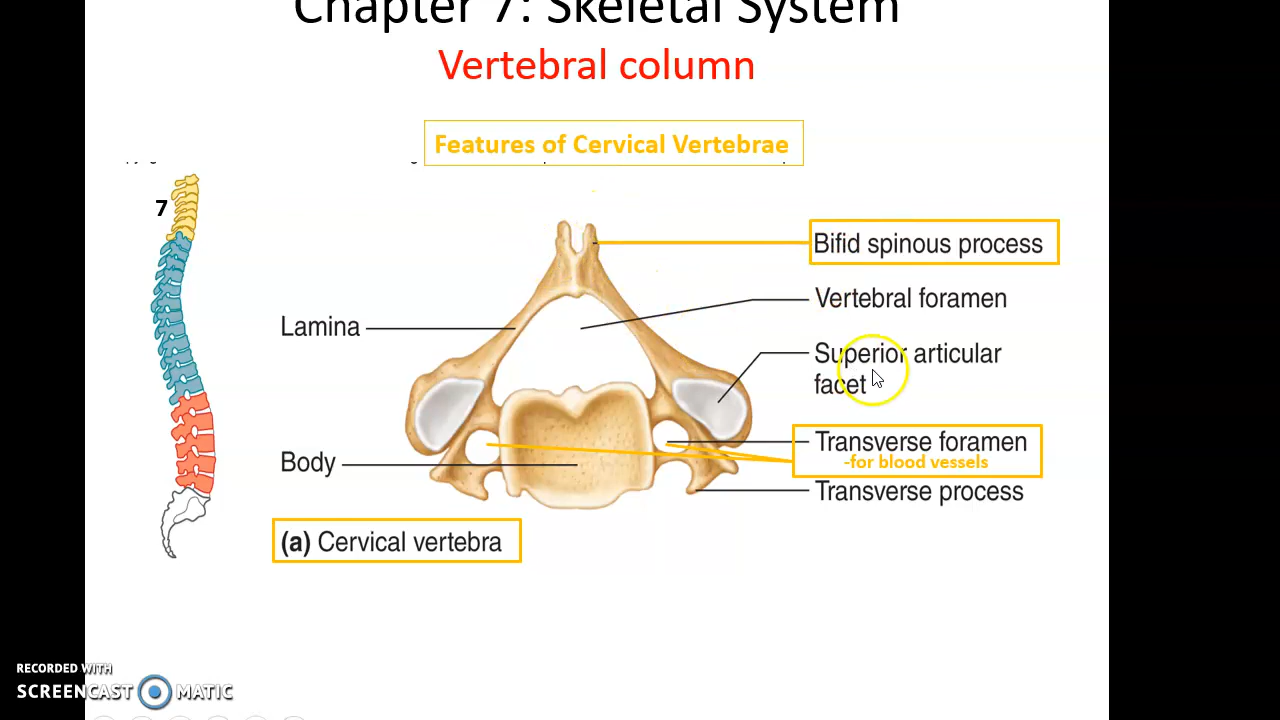 Chapter 7: Skeletal System
Vertebral column
Features of Cervical Vertebrae
7
Bifid spinous process
Vertebral foramen
Lamina
Superior articular
facet
Transverse foramen
-for blood vessels
Body
Transverse process
(a) Cervical vertebra
RECORDED WITH
SCREENCAST MATIC